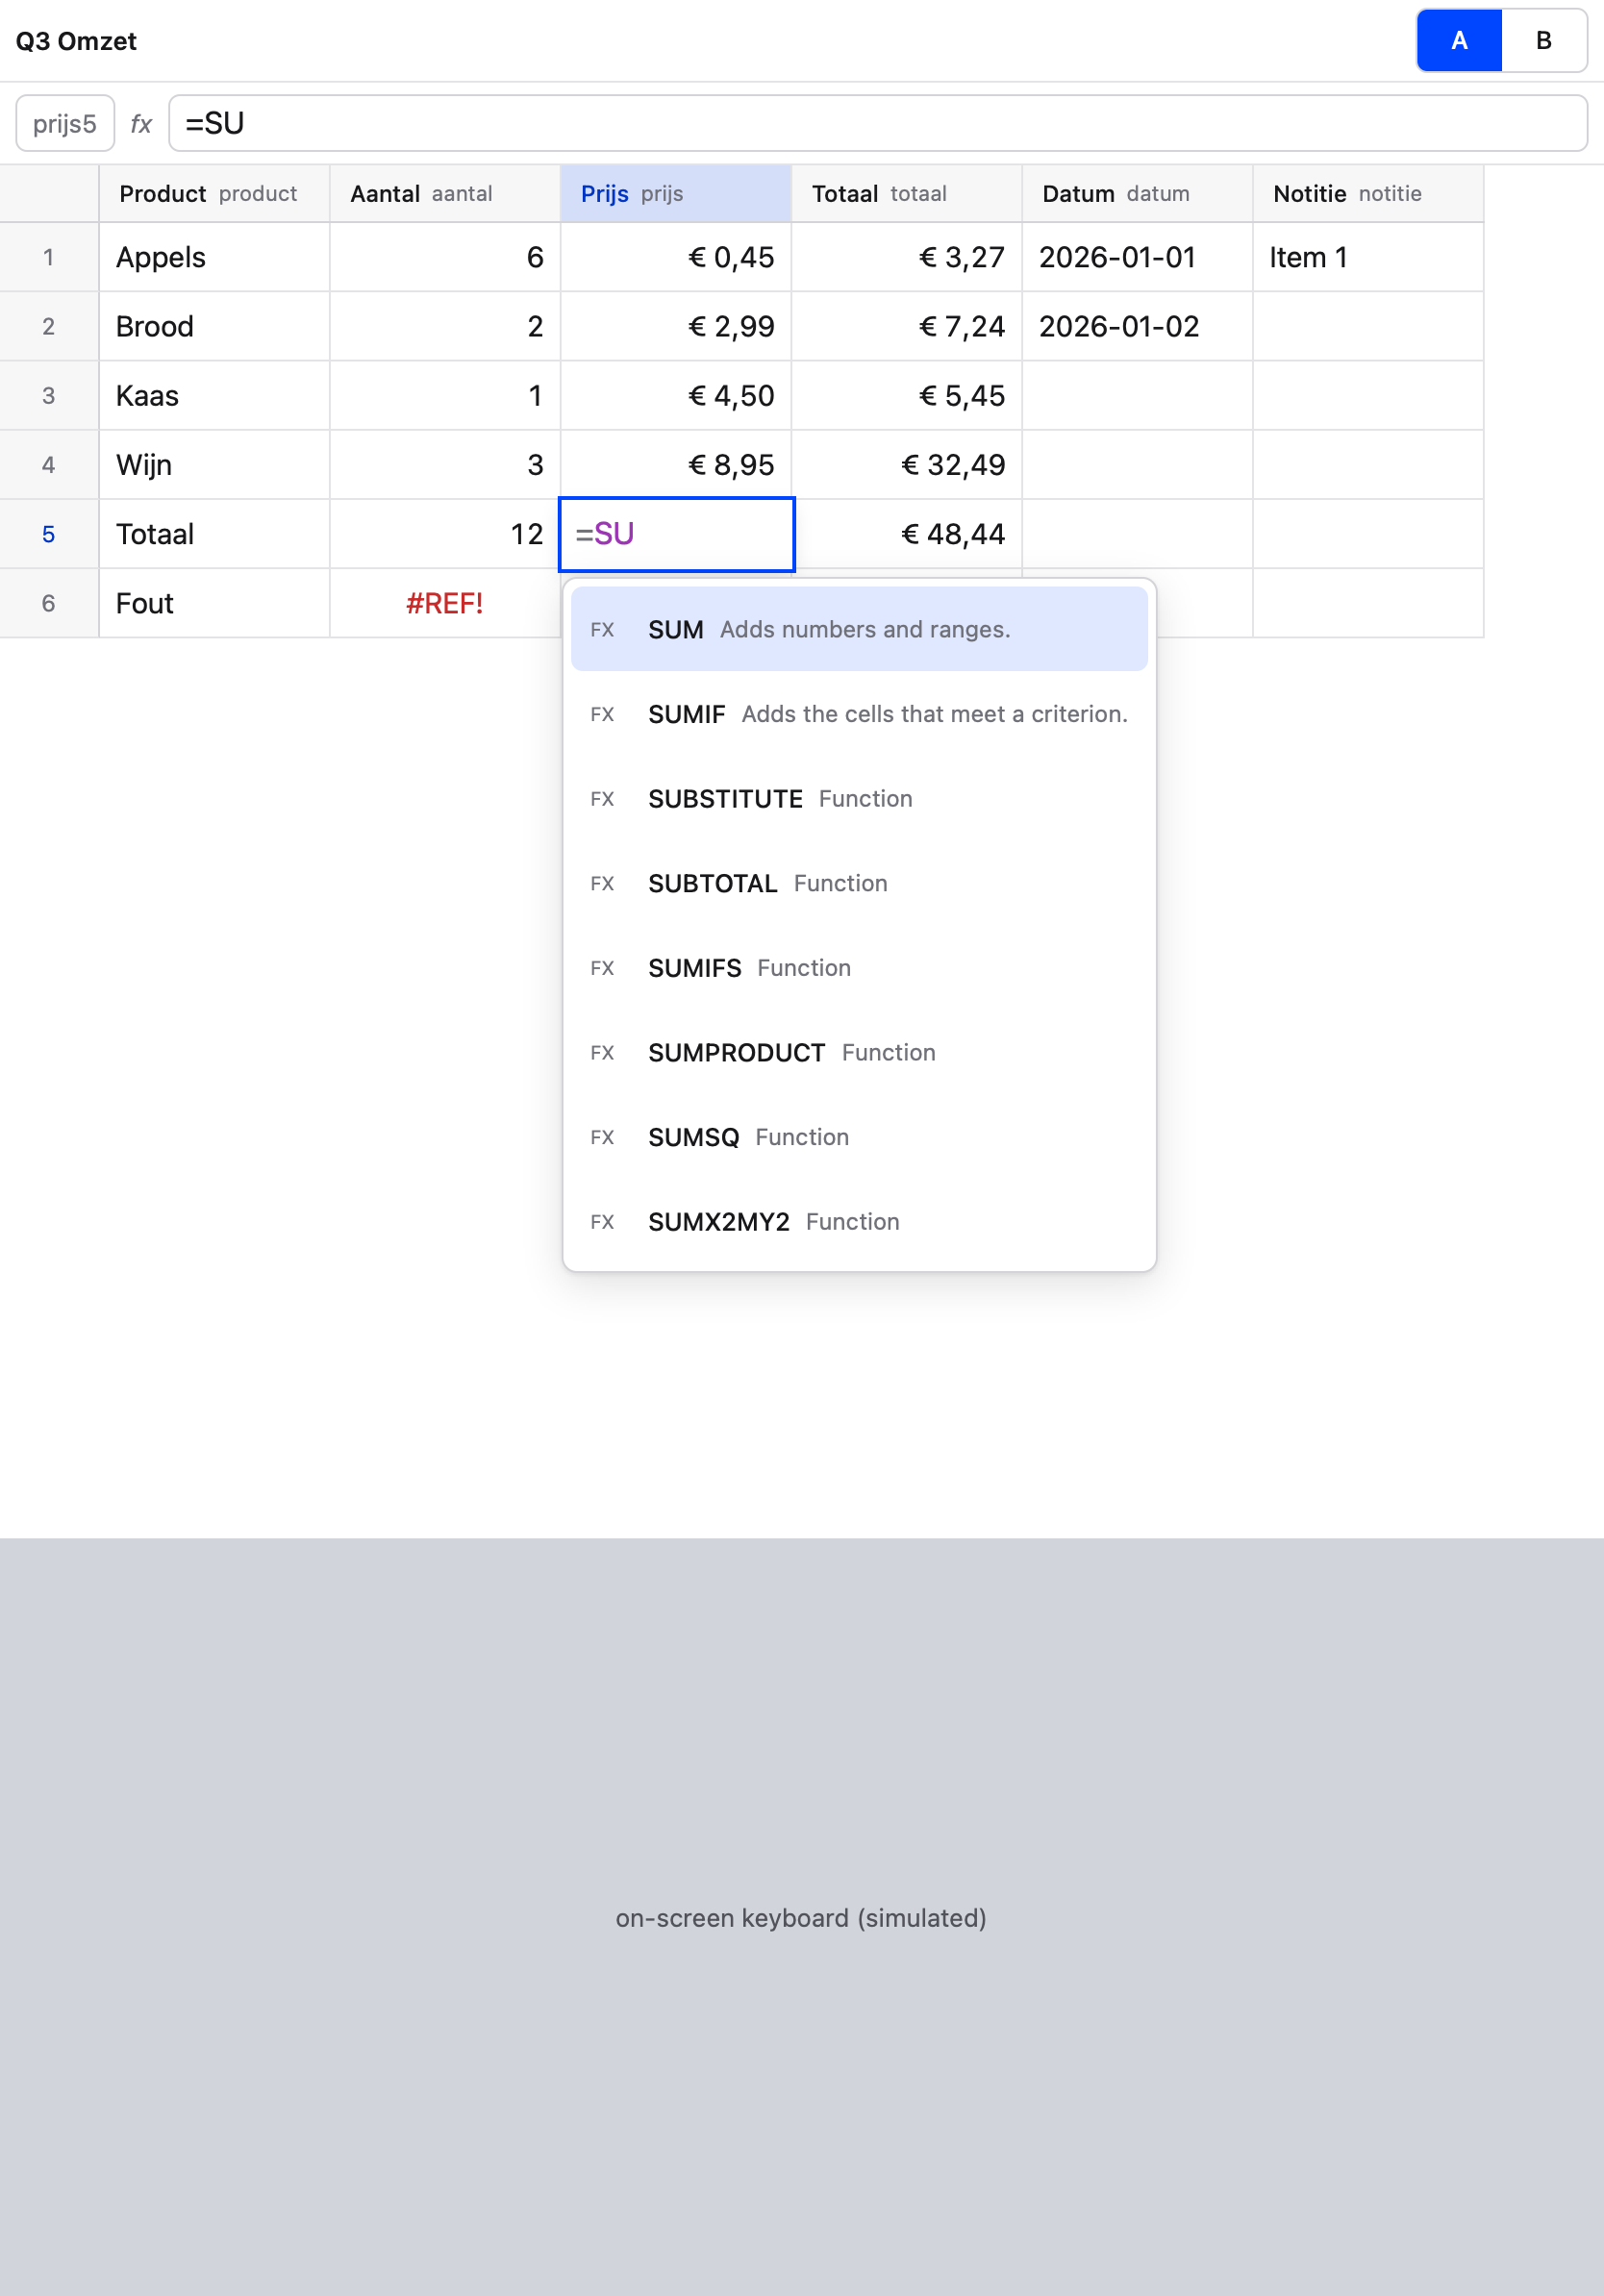 Q3 Omzet A B
prijs5 fx =SU
Product product Aantal aantal Prijs prijs Totaal totaal Datum datum Notitie notitie
1 Appels 6 € 0,45 € 3,27 2026-01-01 Item 1
2 Brood 2 € 2,99 € 7,24 2026-01-02
3 Kaas 1 € 4,50 € 5,45
4 Wijn 3 € 8,95 € 32,49
5 Totaal 12 =SU € 48,44
6 Fout #REF!
FX SUM Adds numbers and ranges.
FX SUMIF Adds the cells that meet a criterion.
FX SUBSTITUTE Function
FX SUBTOTAL Function
FX SUMIFS Function
FX SUMPRODUCT Function
FX SUMSQ Function
FX SUMX2MY2 Function
on-screen keyboard (simulated)